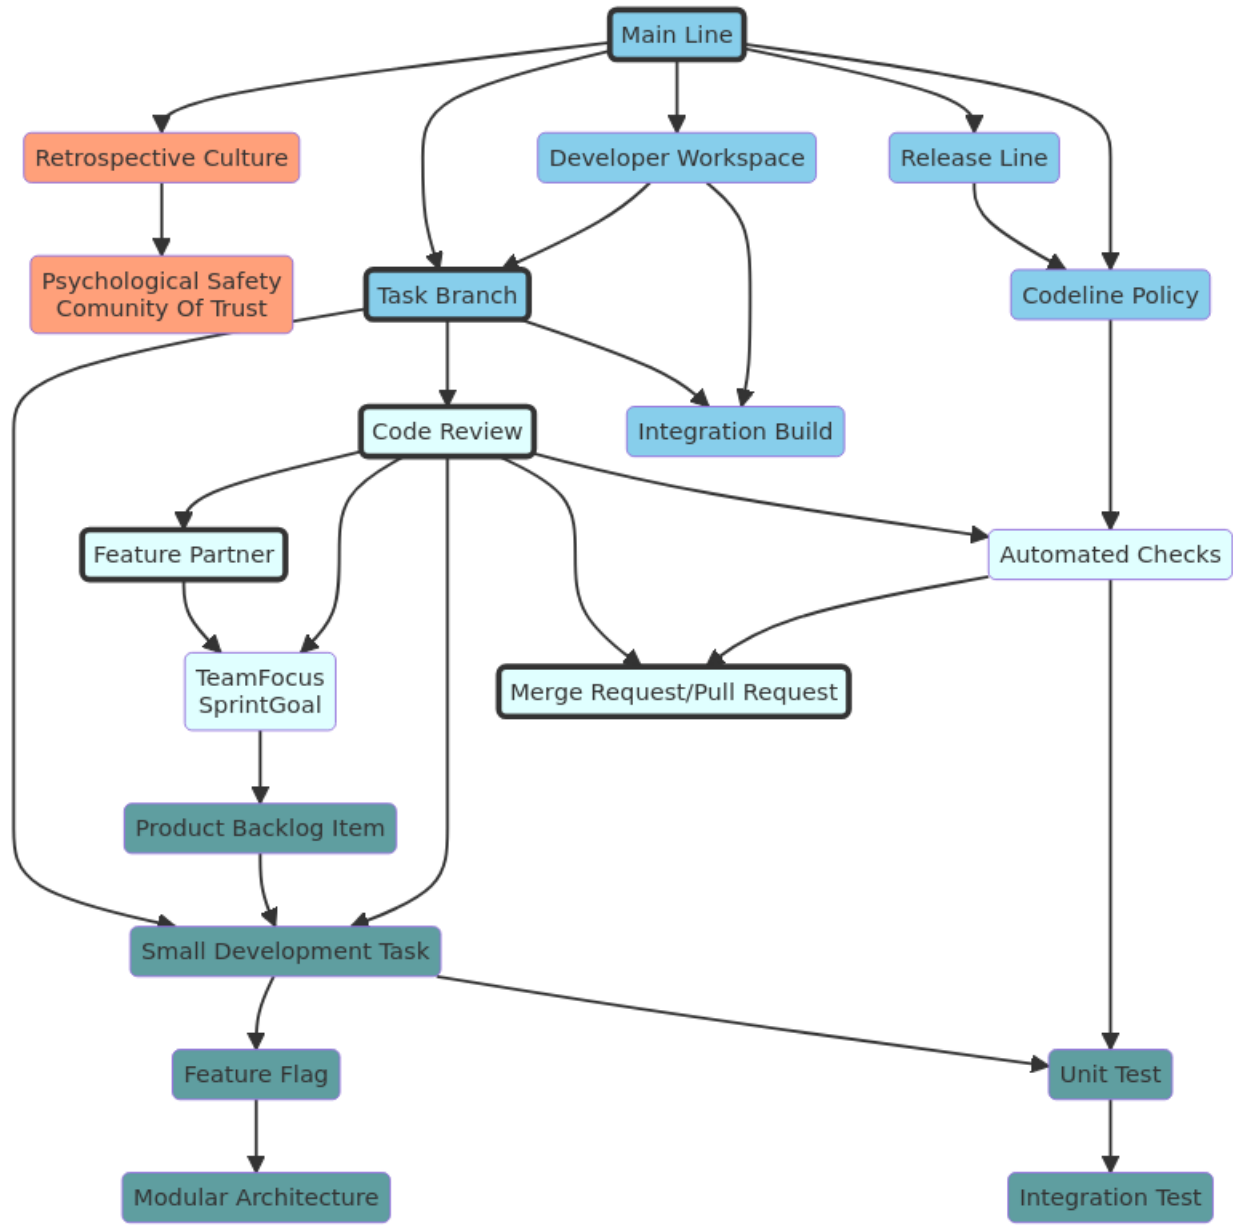 Main Line
Retrospective Culture
Developer Workspace
Release Line
Psychological Safety
Comunity Of Trust
Task Branch
Codeline Policy
Code Review
Integration Build
Feature Partner
Automated Checks
TeamFocus
SprintGoal
Merge Request/Pull Request
Product Backlog Item
Small Development Task
Feature Flag
Unit Test
Modular Architecture
Integration Test